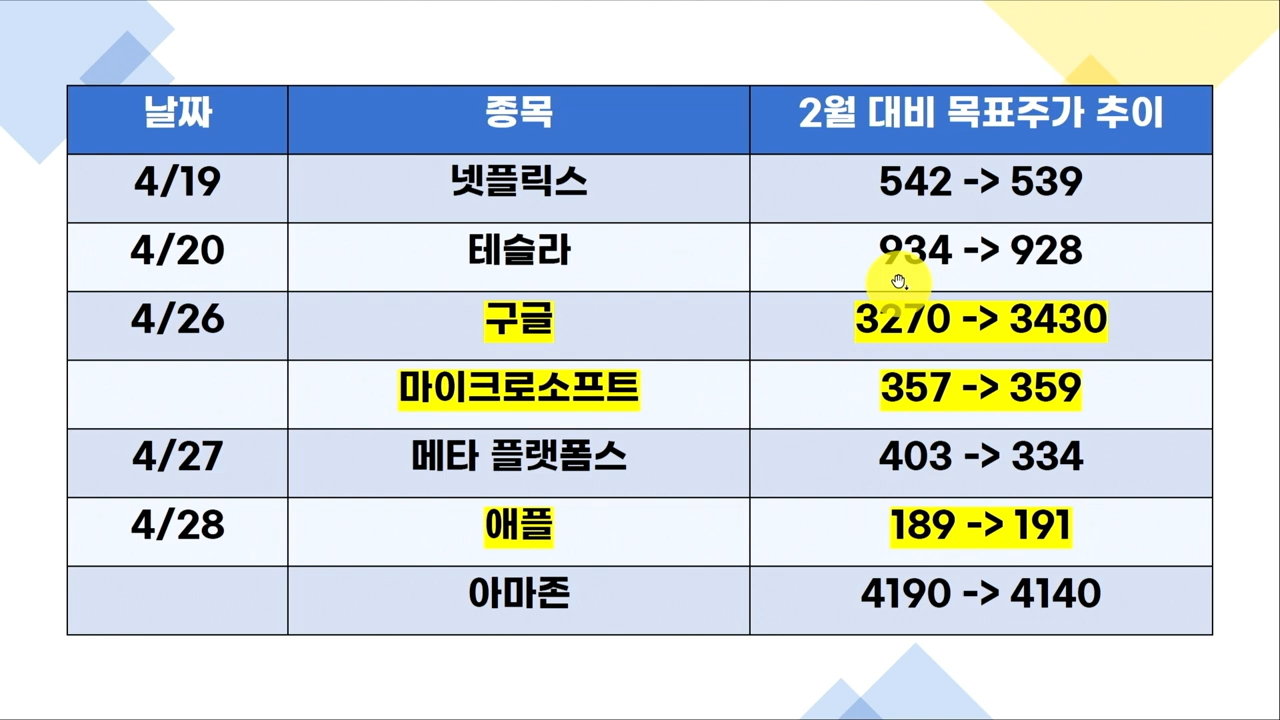 날짜 종목 2월 대비 목표주가 추이
4/19 넷플릭스 542 -> 539
4/20 테슬라 934 -> 928
4/26 구글 3270 -> 3430
마이크로소프트 357 -> 359
4/27 메타 플랫폼스 403 -> 334
4/28 애플 189 -> 191
아마존 4190 -> 4140